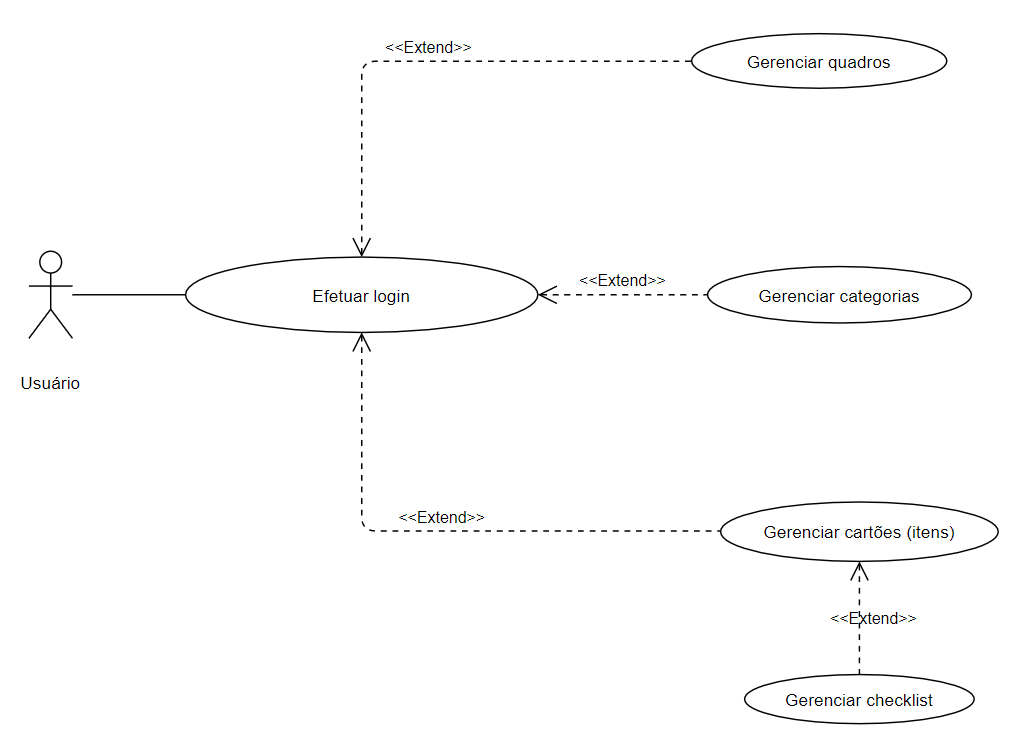 <<Extend>>
Gerenciar quadros
Efetuar login
<<Extend>>
Gerenciar categorias
Usuário
<<Extend>>
Gerenciar cartões (itens)
<<Extend>>
Gerenciar checklist